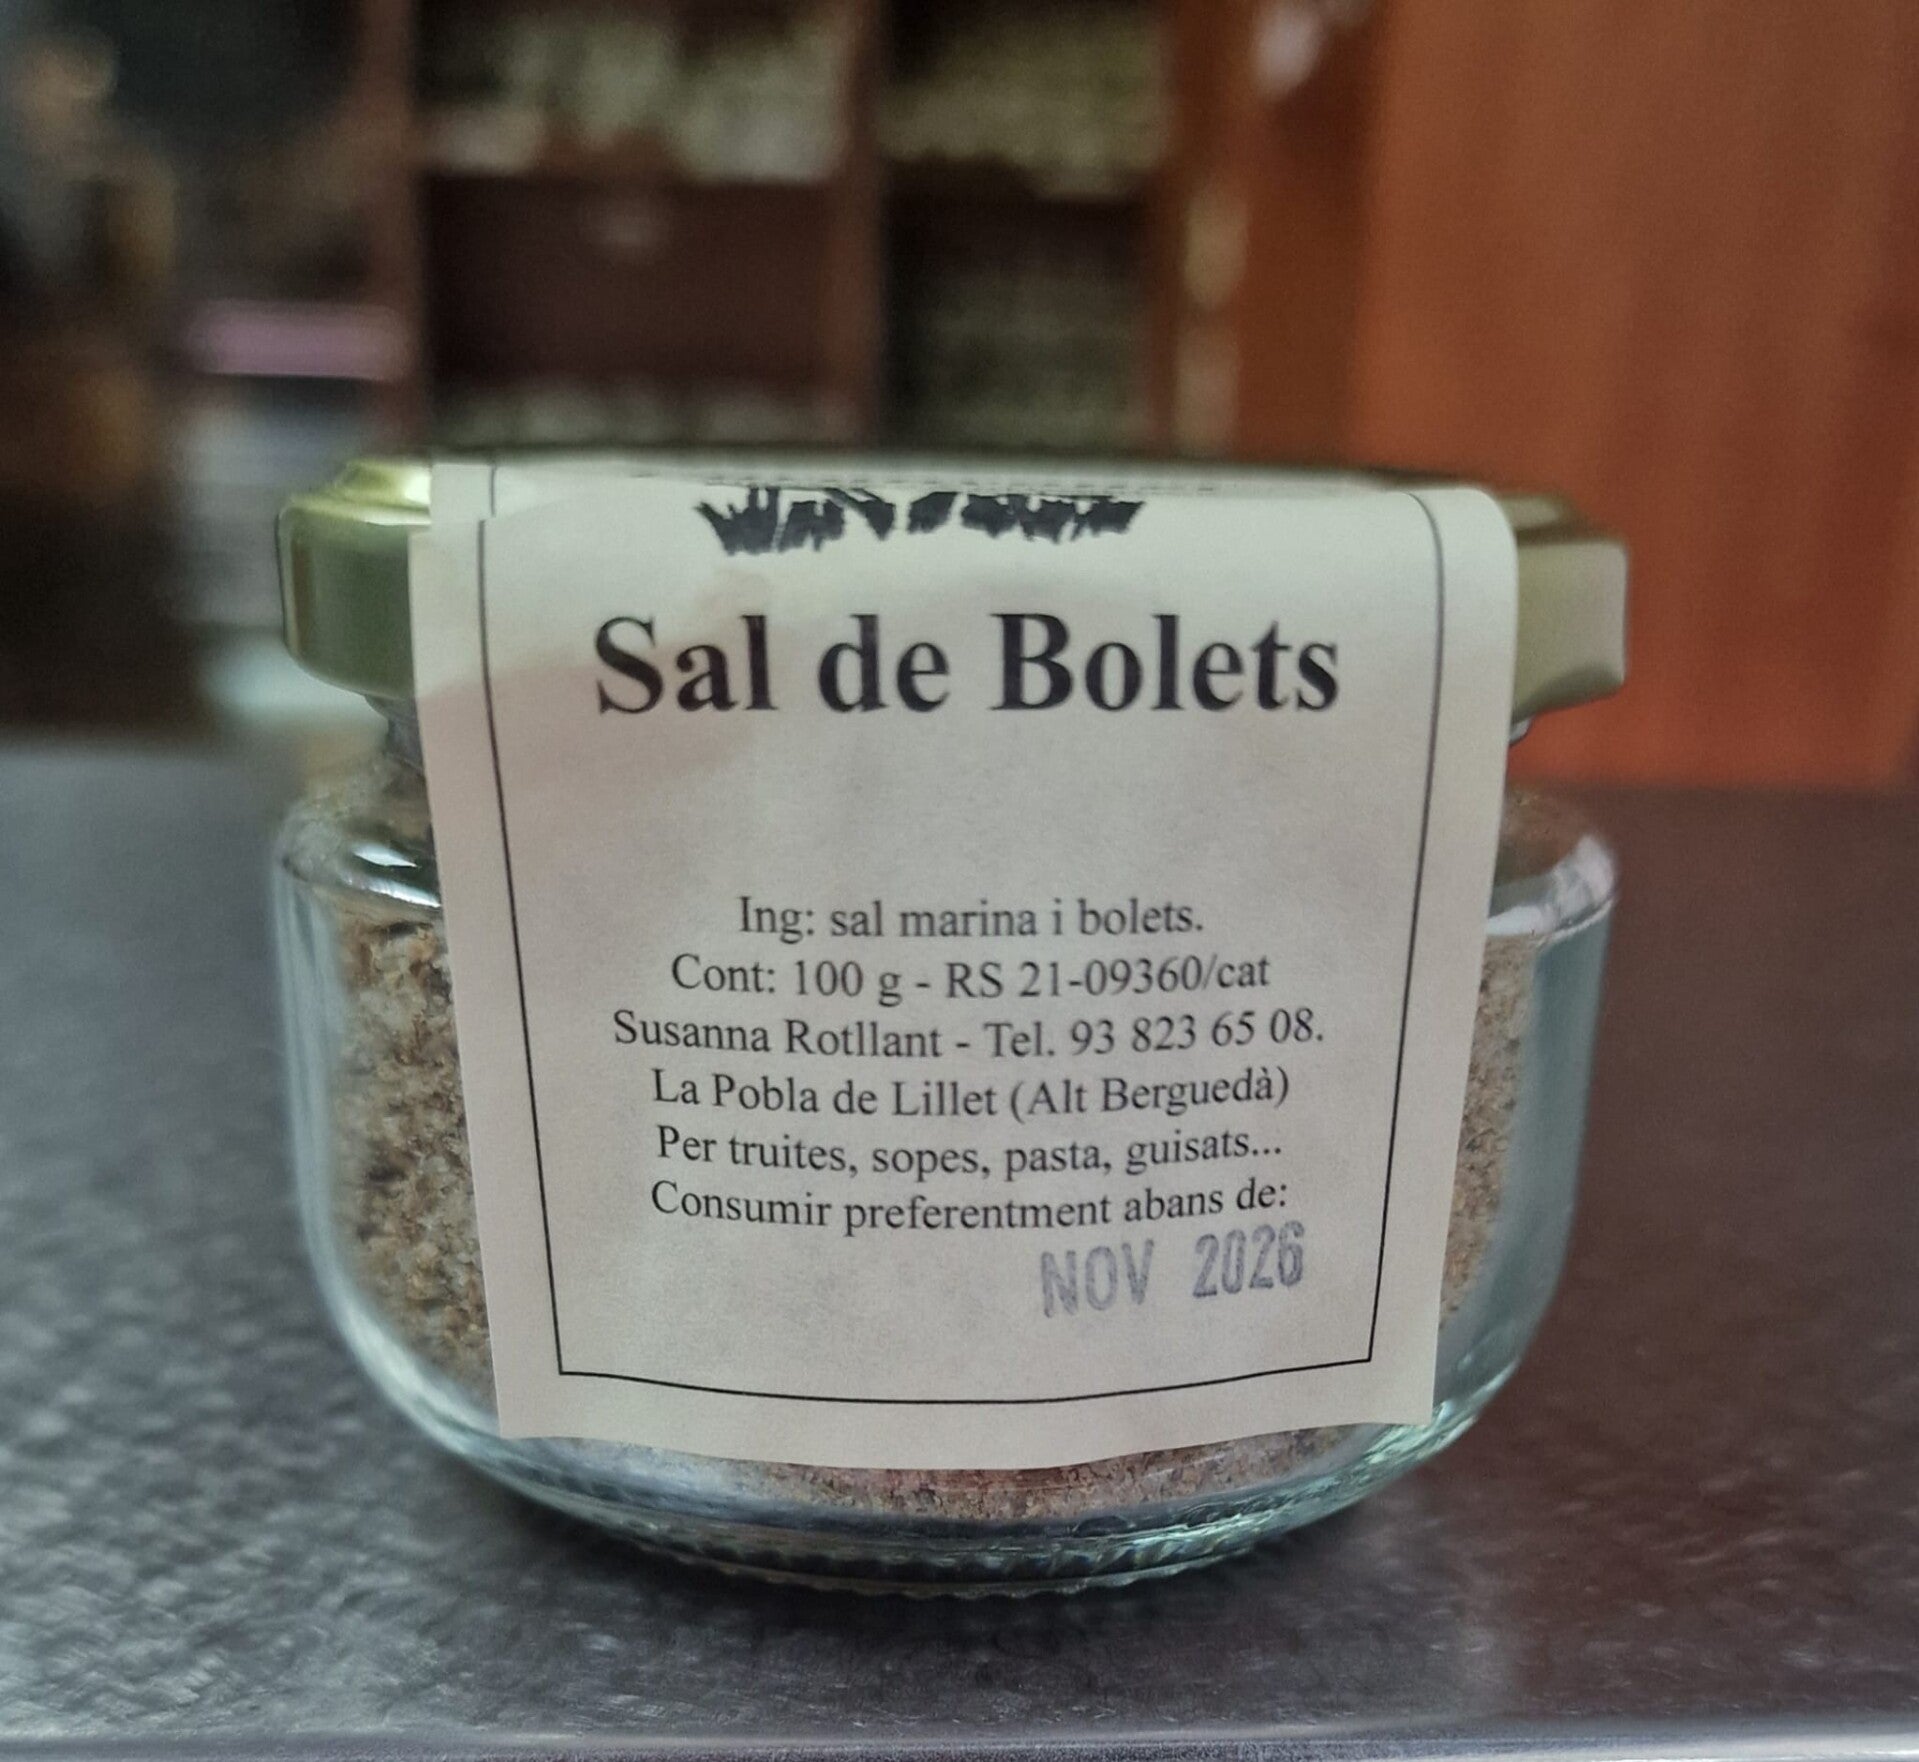 Sal de Bolets
Ing: sal marina i bolets.
Cont: 100 g - RS 21-09360/cat
Susanna Rotllant - Tel. 93 823 65 08.
La Pobla de Lillet (Alt Berguedà)
Per truites, sopes, pasta, guisats...
Consumir preferentment abans de:
NOV 2026